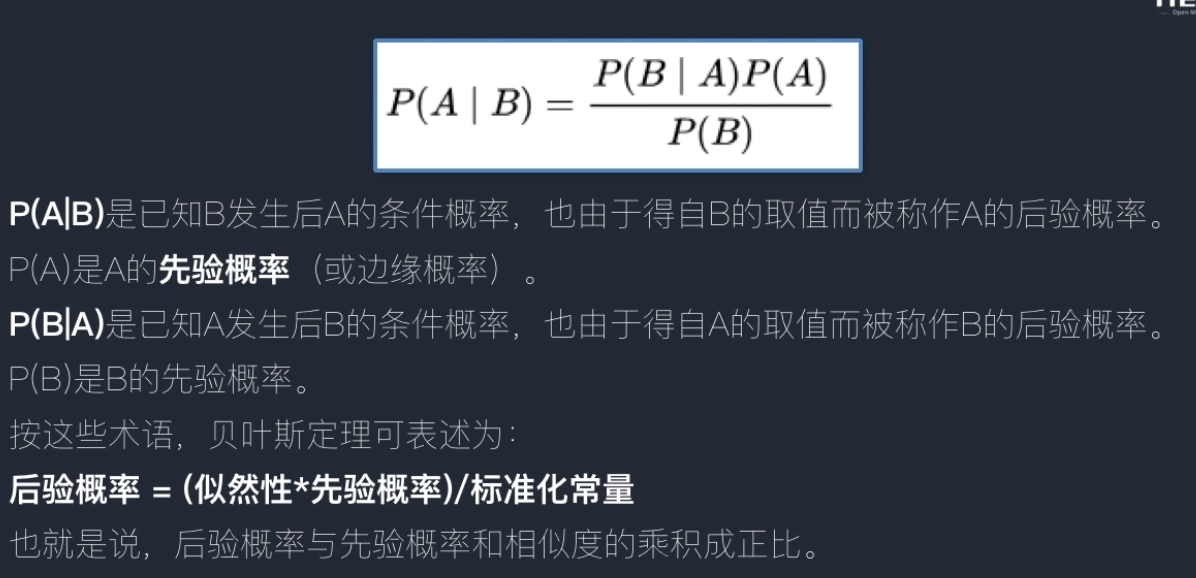 Open M
P(A | B) = P(B | A)P(A) / P(B)
P(A|B)是已知B发生后A的条件概率，也由于得自B的取值而被称作A的后验概率。
P(A)是A的先验概率（或边缘概率）。
P(B|A)是已知A发生后B的条件概率，也由于得自A的取值而被称作B的后验概率。
P(B)是B的先验概率。
按这些术语，贝叶斯定理可表述为：
后验概率 = (似然性*先验概率)/标准化常量
也就是说，后验概率与先验概率和相似度的乘积成正比。